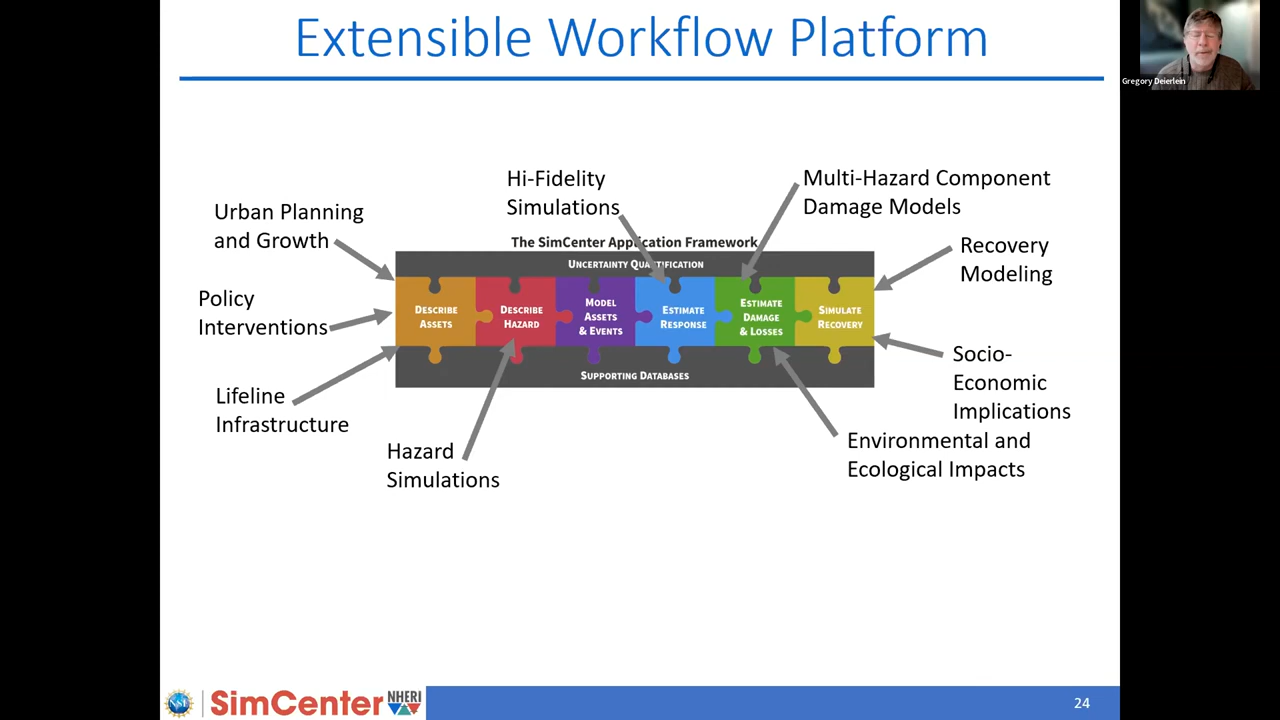 Extensible Workflow Platform
Gregory Deierlein
Hi-Fidelity
Simulations
Multi-Hazard Component
Damage Models
Urban Planning
and Growth
Recovery
Modeling
The SimCenter Application Framework
UNCERTAINTY QUANTIFICATION
Policy
Interventions
DESCRIBE
ASSETS
DESCRIBE
HAZARD
MODEL
ASSETS
& EVENTS
ESTIMATE
RESPONSE
ESTIMATE
DAMAGE
& LOSSES
SIMULATE
RECOVERY
SUPPORTING DATABASES
Lifeline
Infrastructure
Socio-
Economic
Implications
Hazard
Simulations
Environmental and
Ecological Impacts
NSF
SimCenter
NHERI
24